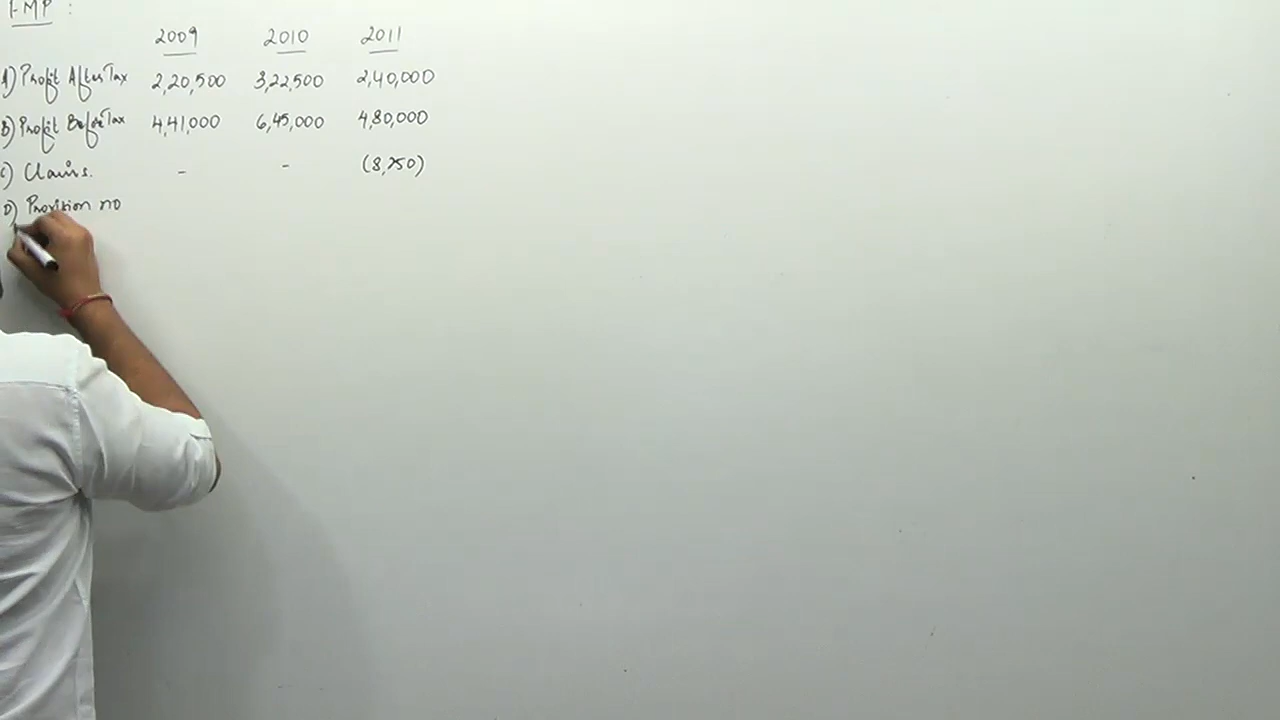 FMP :
2009 2010 2011
A) Profit After Tax 2,20,500 3,22,500 2,40,000
B) Profit Before Tax 4,41,000 6,45,000 4,80,000
C) Claims. - - (8,750)
D) Provision no